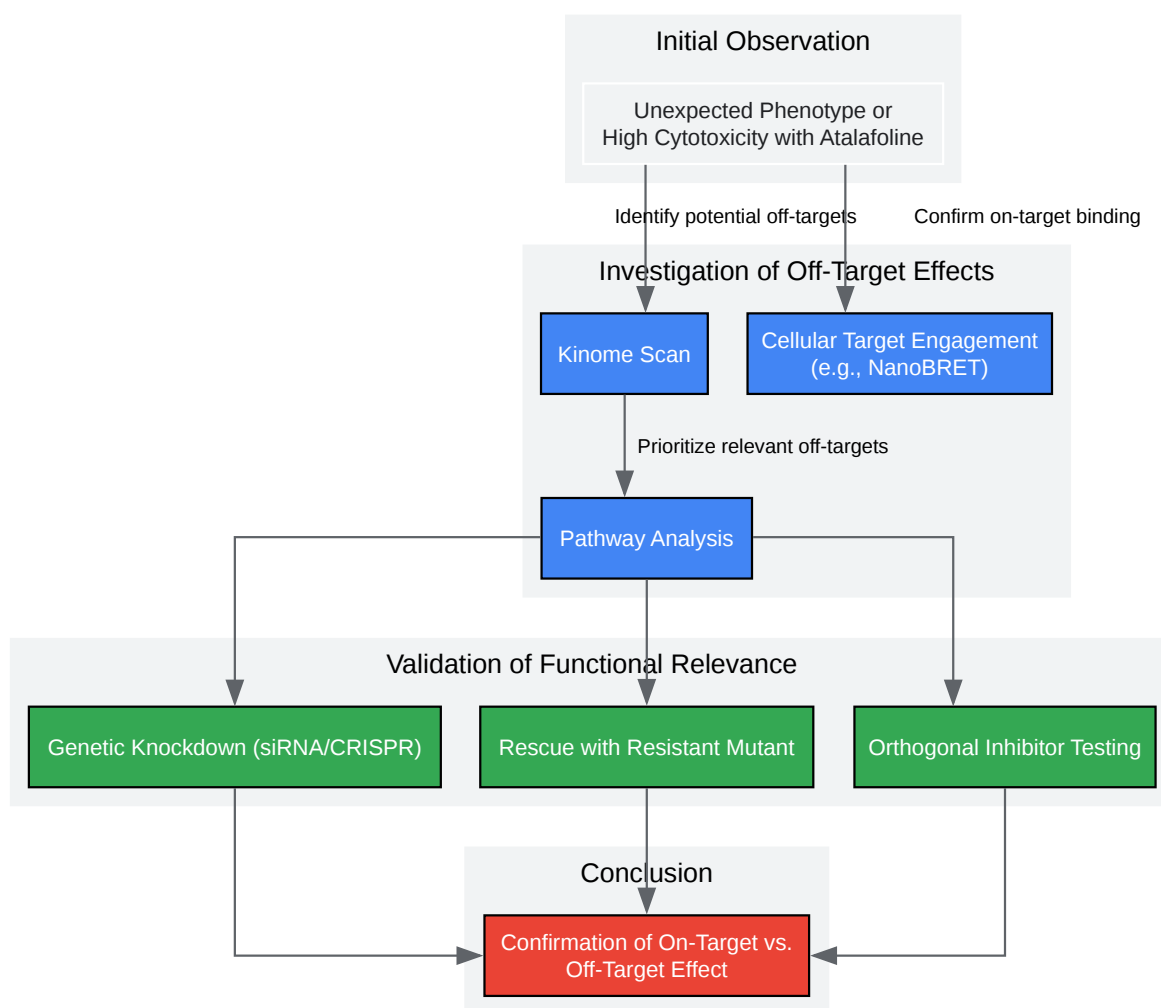 Initial Observation
Unexpected Phenotype or
High Cytotoxicity with Atalafoline
Identify potential off-targets
Confirm on-target binding
Investigation of Off-Target Effects
Kinome Scan
Cellular Target Engagement
(e.g., NanoBRET)
Prioritize relevant off-targets
Pathway Analysis
Validation of Functional Relevance
Genetic Knockdown (siRNA/CRISPR)
Rescue with Resistant Mutant
Orthogonal Inhibitor Testing
Conclusion
Confirmation of On-Target vs.
Off-Target Effect